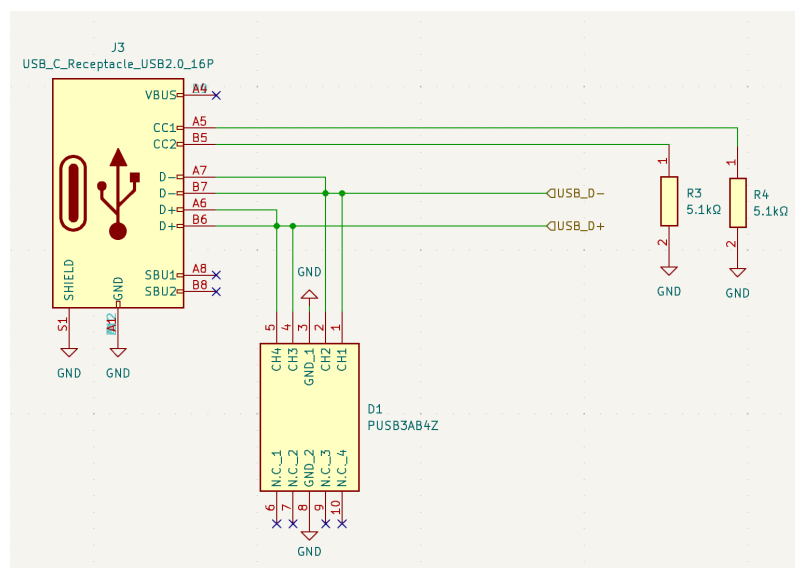 J3
USB_C_Receptacle_USB2.0_16P
VBUS A4
CC1 A5
CC2 B5
D- A7
D- B7
D+ A6
D+ B6
SBU1 A8
SBU2 B8
SHIELD
GND
S1
A1
GND
GND
USB_D-
USB_D+
1
R3
5.1kΩ
2
GND
1
R4
5.1kΩ
2
GND
GND
5
4
3
2
1
CH4
CH3
GND_1
CH2
CH1
D1
PUSB3AB4Z
N.C._1
N.C._2
GND_2
N.C._3
N.C._4
6
7
8
9
10
GND